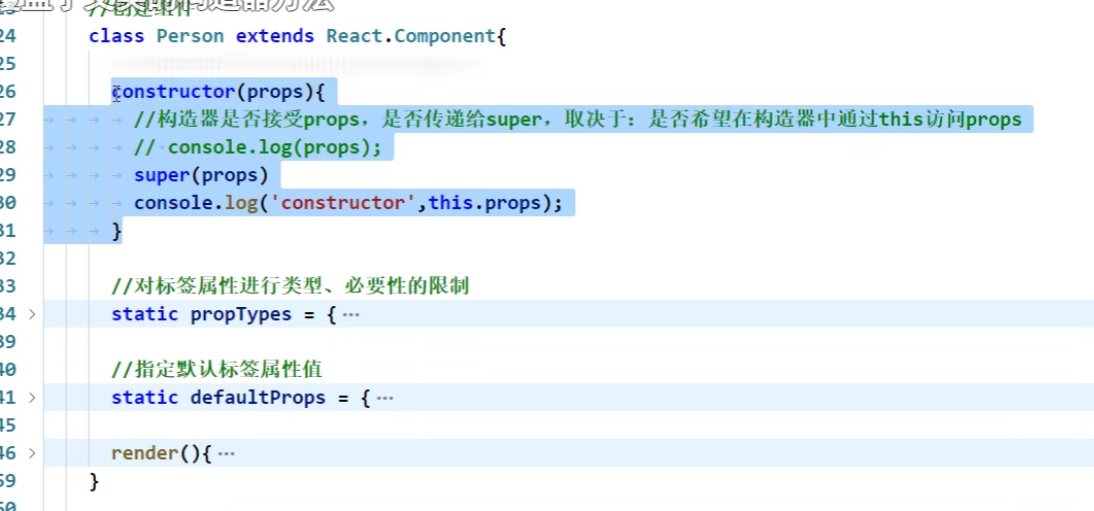 24 class Person extends React.Component{
25
26 constructor(props){
27 //构造器是否接受props，是否传递给super，取决于：是否希望在构造器中通过this访问props
28 // console.log(props);
29 super(props)
30 console.log('constructor',this.props);
31 }
32
33 //对标签属性进行类型、必要性的限制
34 static propTypes = { ···
39
40 //指定默认标签属性值
41 static defaultProps = { ···
45
46 render(){ ···
59 }